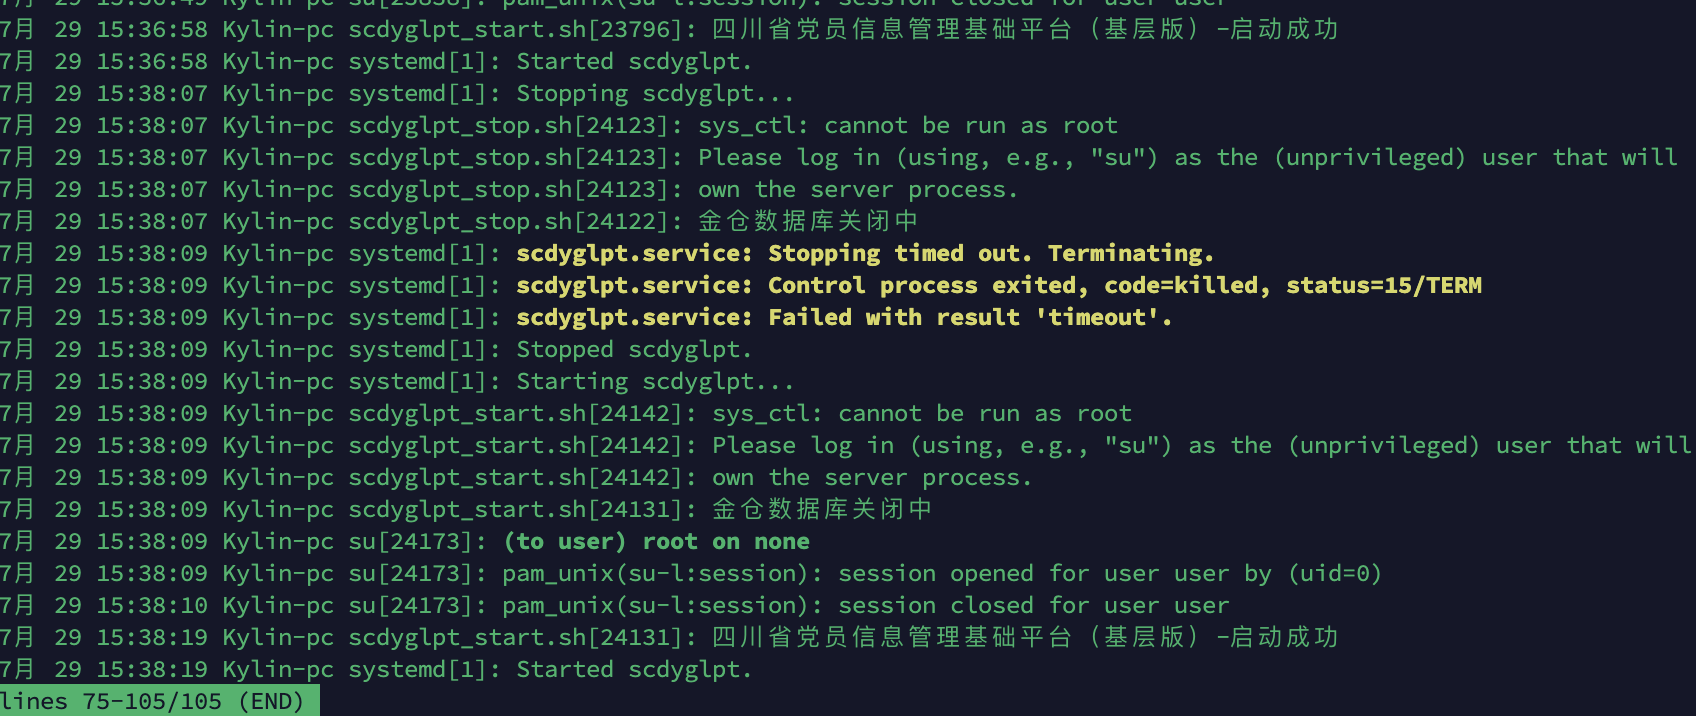 7月 29 15:36:49 Kylin-pc su[23838]: pam_unix(su-l:session): session closed for user user
7月 29 15:36:58 Kylin-pc scdyglpt_start.sh[23796]: 四川省党员信息管理基础平台（基层版）-启动成功
7月 29 15:36:58 Kylin-pc systemd[1]: Started scdyglpt.
7月 29 15:38:07 Kylin-pc systemd[1]: Stopping scdyglpt...
7月 29 15:38:07 Kylin-pc scdyglpt_stop.sh[24123]: sys_ctl: cannot be run as root
7月 29 15:38:07 Kylin-pc scdyglpt_stop.sh[24123]: Please log in (using, e.g., "su") as the (unprivileged) user that will
7月 29 15:38:07 Kylin-pc scdyglpt_stop.sh[24123]: own the server process.
7月 29 15:38:07 Kylin-pc scdyglpt_stop.sh[24122]: 金仓数据库关闭中
7月 29 15:38:09 Kylin-pc systemd[1]: scdyglpt.service: Stopping timed out. Terminating.
7月 29 15:38:09 Kylin-pc systemd[1]: scdyglpt.service: Control process exited, code=killed, status=15/TERM
7月 29 15:38:09 Kylin-pc systemd[1]: scdyglpt.service: Failed with result 'timeout'.
7月 29 15:38:09 Kylin-pc systemd[1]: Stopped scdyglpt.
7月 29 15:38:09 Kylin-pc systemd[1]: Starting scdyglpt...
7月 29 15:38:09 Kylin-pc scdyglpt_start.sh[24142]: sys_ctl: cannot be run as root
7月 29 15:38:09 Kylin-pc scdyglpt_start.sh[24142]: Please log in (using, e.g., "su") as the (unprivileged) user that will
7月 29 15:38:09 Kylin-pc scdyglpt_start.sh[24142]: own the server process.
7月 29 15:38:09 Kylin-pc scdyglpt_start.sh[24131]: 金仓数据库关闭中
7月 29 15:38:09 Kylin-pc su[24173]: (to user) root on none
7月 29 15:38:09 Kylin-pc su[24173]: pam_unix(su-l:session): session opened for user user by (uid=0)
7月 29 15:38:10 Kylin-pc su[24173]: pam_unix(su-l:session): session closed for user user
7月 29 15:38:19 Kylin-pc scdyglpt_start.sh[24131]: 四川省党员信息管理基础平台（基层版）-启动成功
7月 29 15:38:19 Kylin-pc systemd[1]: Started scdyglpt.
lines 75-105/105 (END)